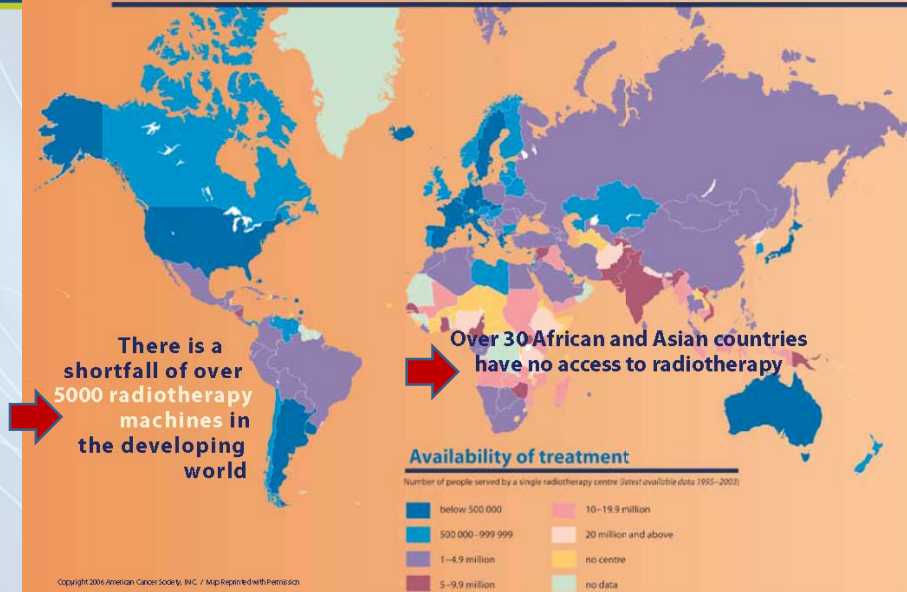 There is a
shortfall of over
5000 radiotherapy
machines in
the developing
world
Over 30 African and Asian countries
have no access to radiotherapy
Availability of treatment
Number of people served by a single radiotherapy centre (latest available data 1995–2003)
below 500 000
500 000–999 999
1–4.9 million
5–9.9 million
10–19.9 million
20 million and above
no centre
no data
Copyright 2006 American Cancer Society, INC. / Map Reprinted with Permission